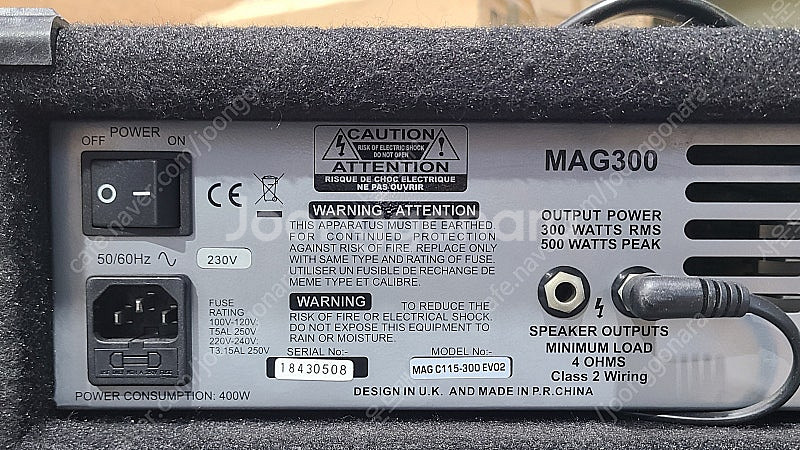 POWER
OFF ON
50/60Hz
230V
FUSE
RATING
100V-120V:
T5AL 250V
220V-240V:
T3.15AL 250V
POWER CONSUMPTION: 400W
CE
CAUTION
RISK OF ELECTRIC SHOCK
DO NOT OPEN
ATTENTION
RISQUE DE CHOC ELECTRIQUE
NE PAS OUVRIR
WARNING - ATTENTION
THIS APPARATUS MUST BE EARTHED.
FOR CONTINUED PROTECTION
AGAINST RISK OF FIRE. REPLACE ONLY
WITH SAME TYPE AND RATING OF FUSE.
UTILISER UN FUSIBLE DE RECHANGE DE
MEME TYPE ET CALIBRE.
WARNING TO REDUCE THE
RISK OF FIRE OR ELECTRICAL SHOCK.
DO NOT EXPOSE THIS EQUIPMENT TO
RAIN OR MOISTURE.
SERIAL No:-
18430508
MODEL No:-
MAG C115-300 EVO2
DESIGN IN U.K. AND MADE IN P.R.CHINA
MAG300
OUTPUT POWER
300 WATTS RMS
500 WATTS PEAK
SPEAKER OUTPUTS
MINIMUM LOAD
4 OHMS
Class 2 Wiring
Joonggonara
cafe.naver.com/joonggonara